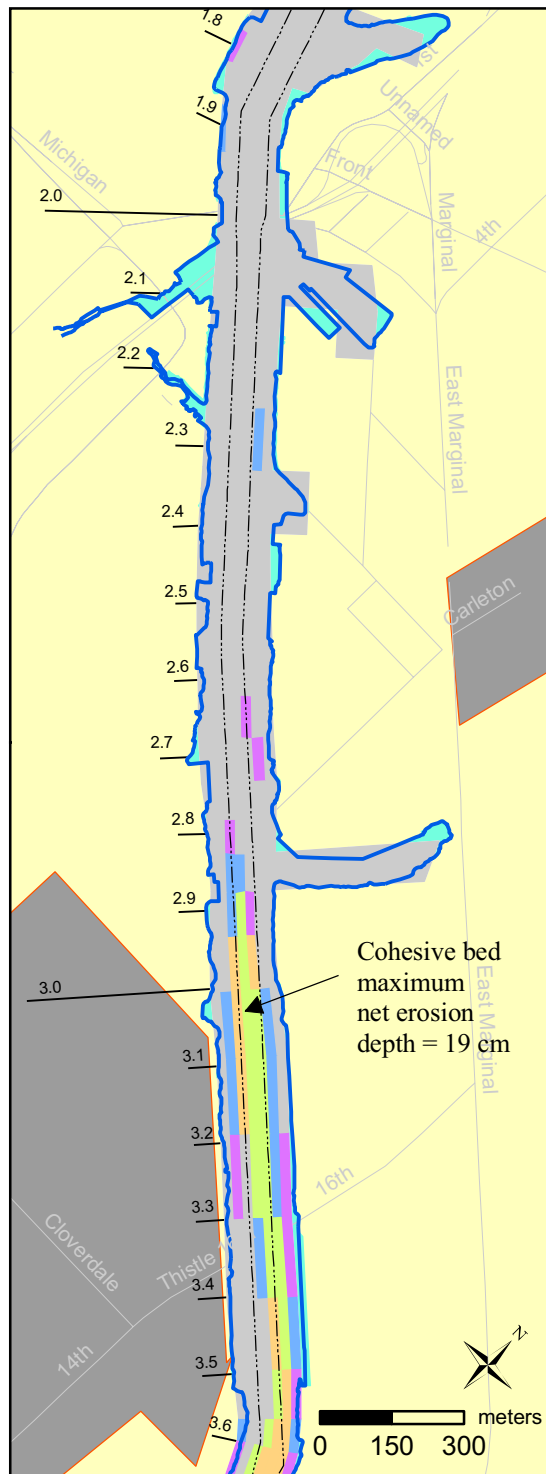 1.8
1st
1.9
Unnamed
Michigan
Front
2.0
Marginal
4th
2.1
2.2
East Marginal
2.3
2.4
2.5
Carleton
2.6
2.7
2.8
2.9
Cohesive bed
maximum
net erosion
depth = 19 cm
3.0
East Marginal
3.1
3.2
16th
3.3
Cloverdale
Thistle
3.4
14th
3.5
N
3.6
meters
0 150 300